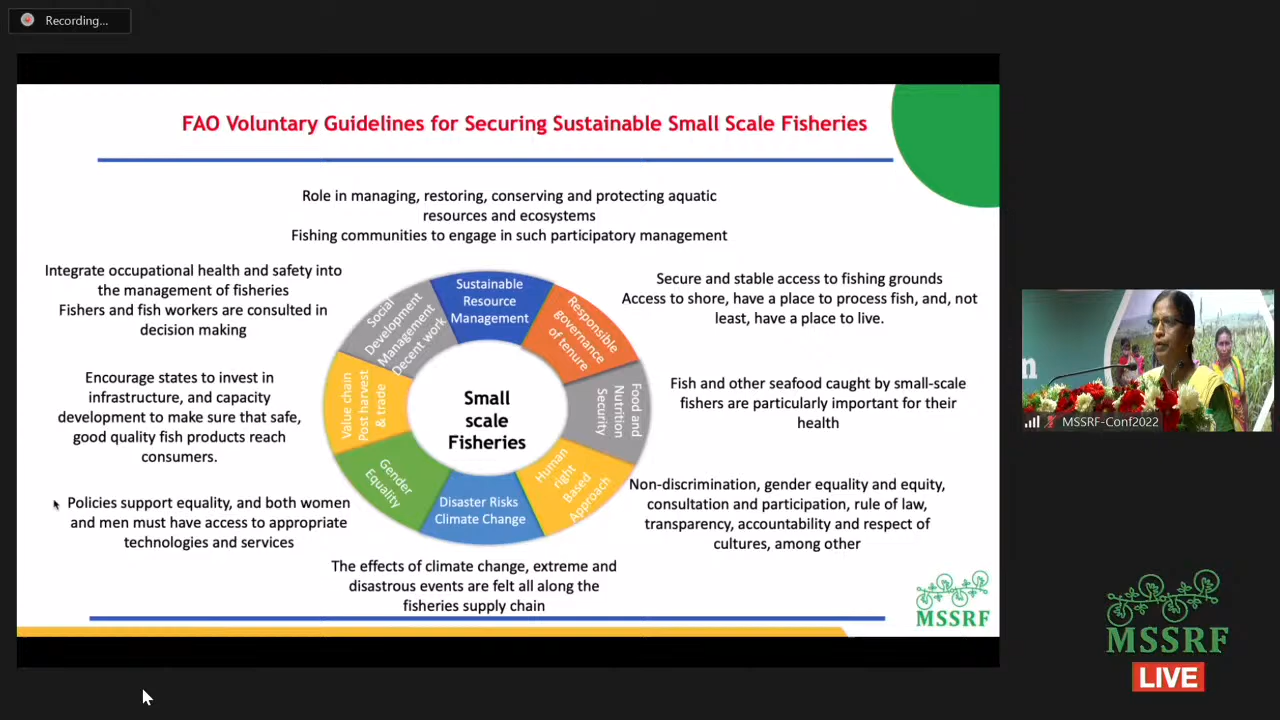 Recording...
FAO Voluntary Guidelines for Securing Sustainable Small Scale Fisheries
Role in managing, restoring, conserving and protecting aquatic
resources and ecosystems
Fishing communities to engage in such participatory management
Integrate occupational health and safety into
the management of fisheries
Fishers and fish workers are consulted in
decision making
Encourage states to invest in
infrastructure, and capacity
development to make sure that safe,
good quality fish products reach
consumers.
Policies support equality, and both women
and men must have access to appropriate
technologies and services
Sustainable
Resource
Management
Responsible
governance
of tenure
Food and
Nutrition
Security
Human
right
Based
Approach
Disaster Risks
Climate Change
Gender
Equality
Value chain
Post harvest
& trade
Social
Development
Management
Decent work
Small
scale
Fisheries
Secure and stable access to fishing grounds
Access to shore, have a place to process fish, and, not
least, have a place to live.
Fish and other seafood caught by small-scale
fishers are particularly important for their
health
Non-discrimination, gender equality and equity,
consultation and participation, rule of law,
transparency, accountability and respect of
cultures, among other
The effects of climate change, extreme and
disastrous events are felt all along the
fisheries supply chain
MSSRF
MSSRF-Conf2022
MSSRF
LIVE